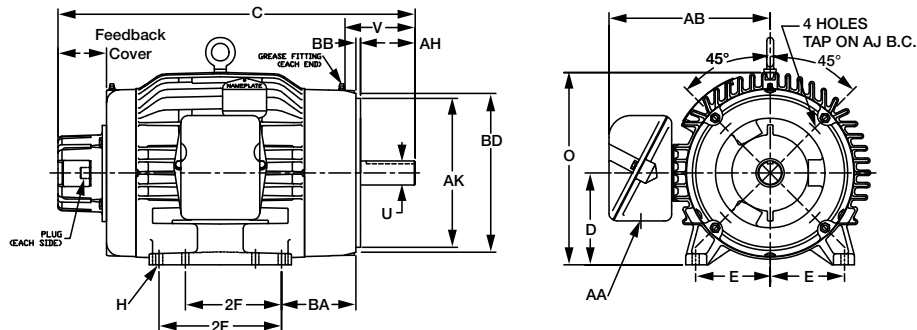 C
V
Feedback
Cover
BB
AH
GREASE FITTING
(EACH END)
NAMEPLATE
AK
BD
U
PLUG
(EACH SIDE)
H
2F
BA
2F
AB
4 HOLES
TAP ON AJ B.C.
45°
45°
O
D
AA
E
E